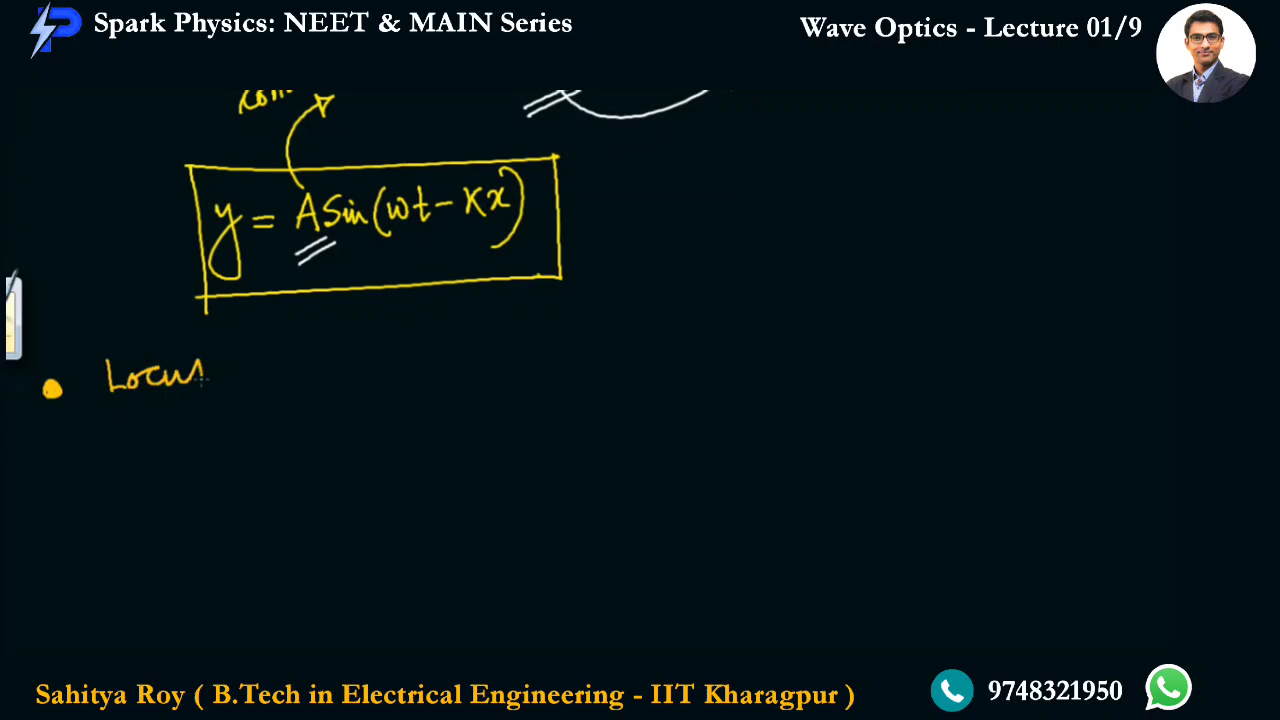 Spark Physics: NEET & MAIN Series
Wave Optics - Lecture 01/9
y = A Sin(ωt - Kx)
Locus
Sahitya Roy ( B.Tech in Electrical Engineering - IIT Kharagpur )
9748321950